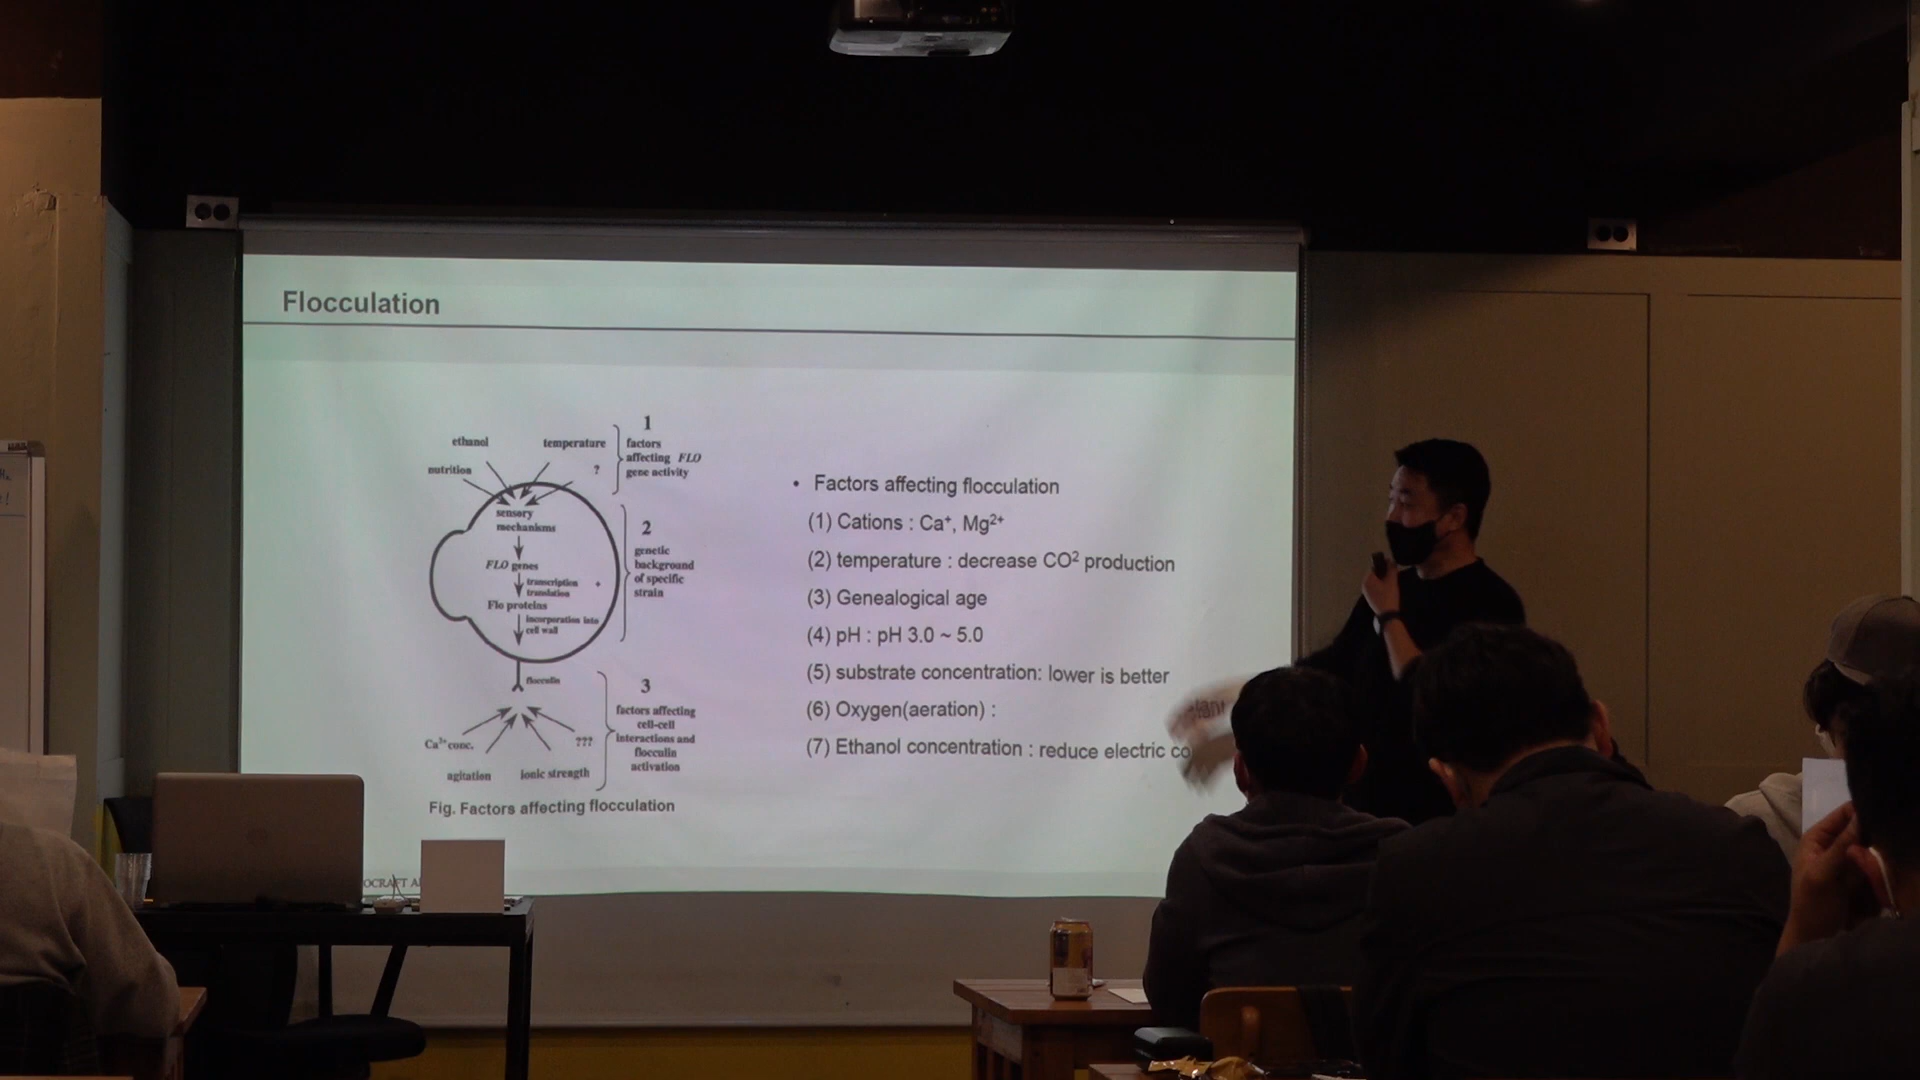 Flocculation
ethanol
temperature
nutrition
?
1
factors
affecting FLO
gene activity
sensory
mechanisms
FLO genes
transcription +
translation
Flo proteins
incorporation into
cell wall
2
genetic
background
of specific
strain
flocculin
3
factors affecting
cell-cell
interactions and
flocculin
activation
Ca²⁺ conc.
???
agitation
ionic strength
Fig. Factors affecting flocculation
• Factors affecting flocculation
(1) Cations : Ca⁺, Mg²⁺
(2) temperature : decrease CO² production
(3) Genealogical age
(4) pH : pH 3.0 ~ 5.0
(5) substrate concentration: lower is better
(6) Oxygen(aeration) :
(7) Ethanol concentration : reduce electric co
OCRAFT A